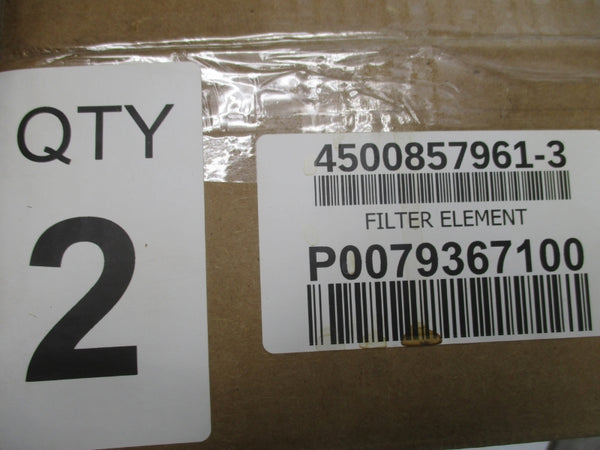 QTY
2
4500857961-3
FILTER ELEMENT
P0079367100